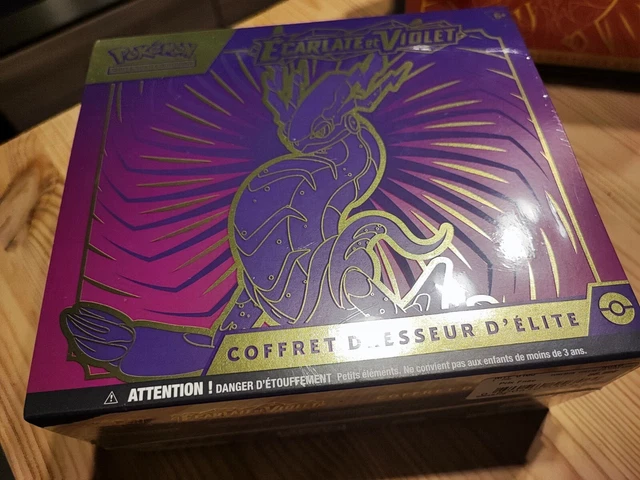 POKÉMON
ÉCARLATE ET VIOLET
6+
COFFRET DRESSEUR D'ÉLITE
ATTENTION ! DANGER D'ÉTOUFFEMENT Petits éléments. Ne convient pas aux enfants de moins de 3 ans.